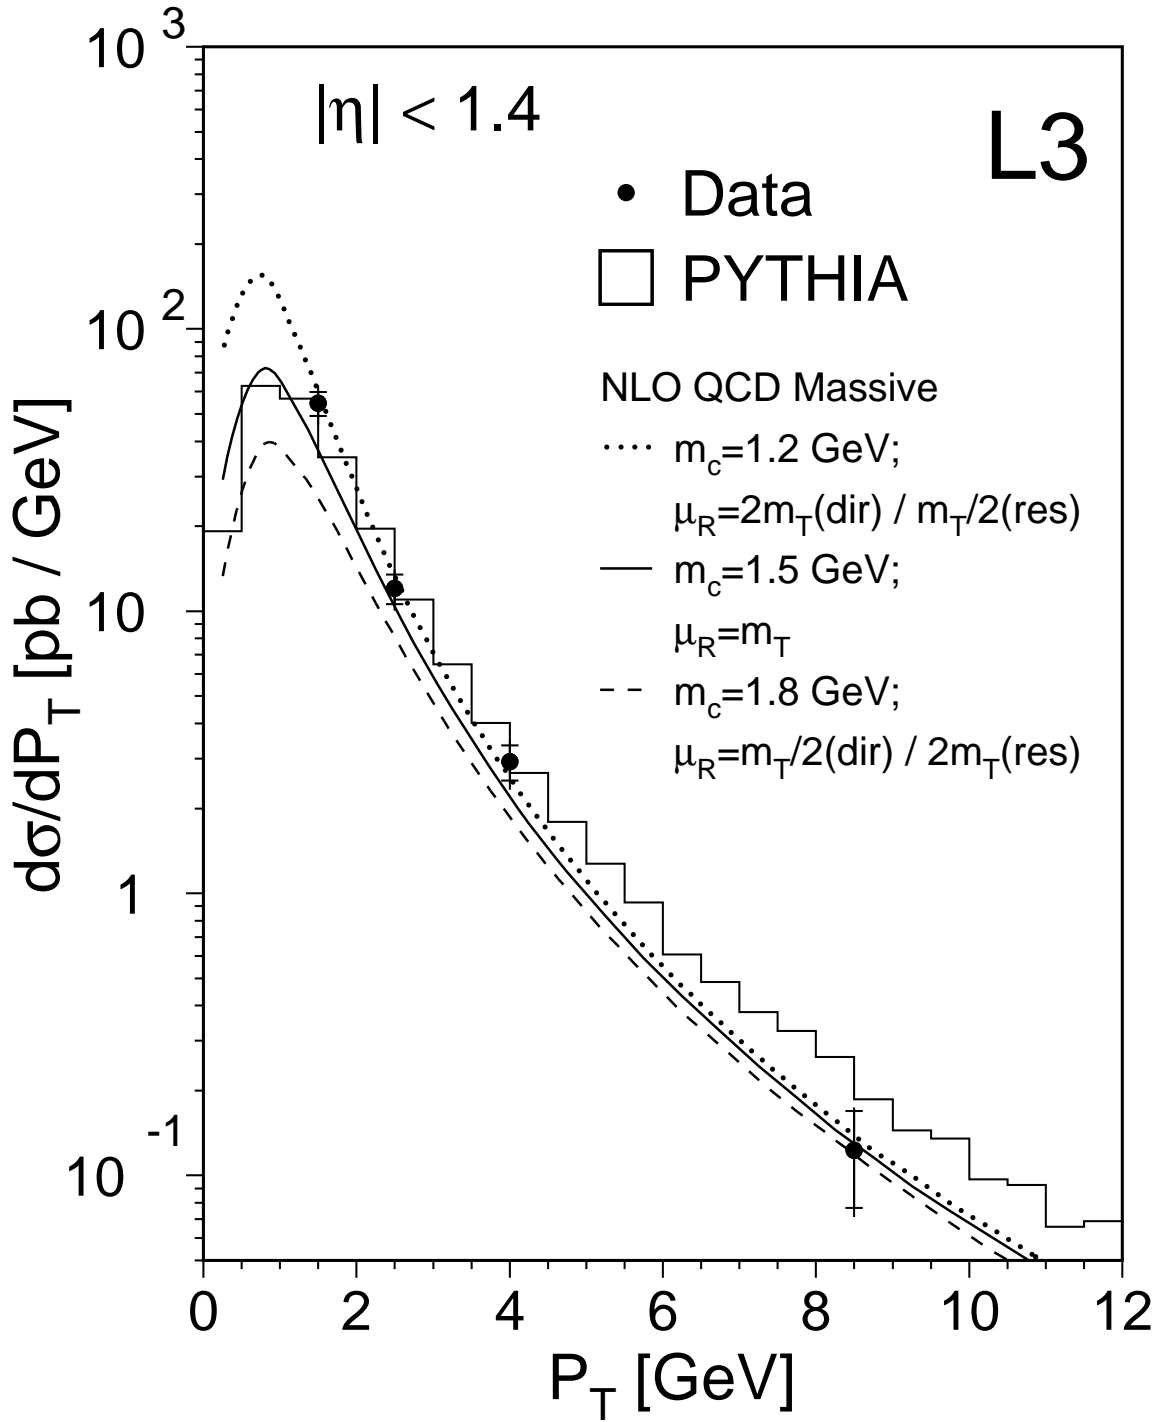 |η| < 1.4
L3
Data
PYTHIA
NLO QCD Massive
m_c=1.2 GeV;
μ_R=2m_T(dir) / m_T/2(res)
m_c=1.5 GeV;
μ_R=m_T
m_c=1.8 GeV;
μ_R=m_T/2(dir) / 2m_T(res)
dσ/dP_T [pb / GeV]
10^3
10^2
10
1
10^-1
0 2 4 6 8 10 12
P_T [GeV]